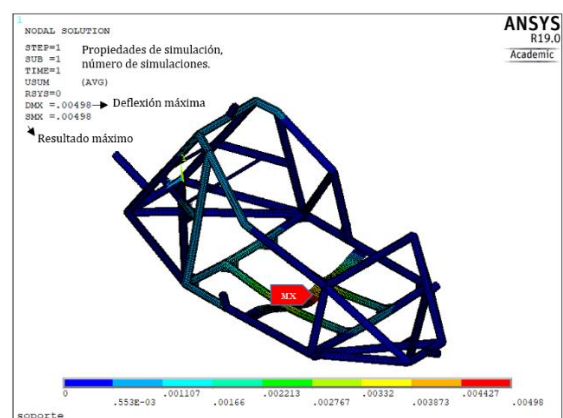 1
NODAL SOLUTION
STEP=1
SUB =1
TIME=1
USUM (AVG)
RSYS=0
DMX =.00498
SMX =.00498
Propiedades de simulación,
número de simulaciones.
Deflexión máxima
Resultado máximo
ANSYS
R19.0
Academic
MX
0 .001107 .002213 .00332 .004427
.553E-03 .00166 .002767 .003873 .00498
soporte